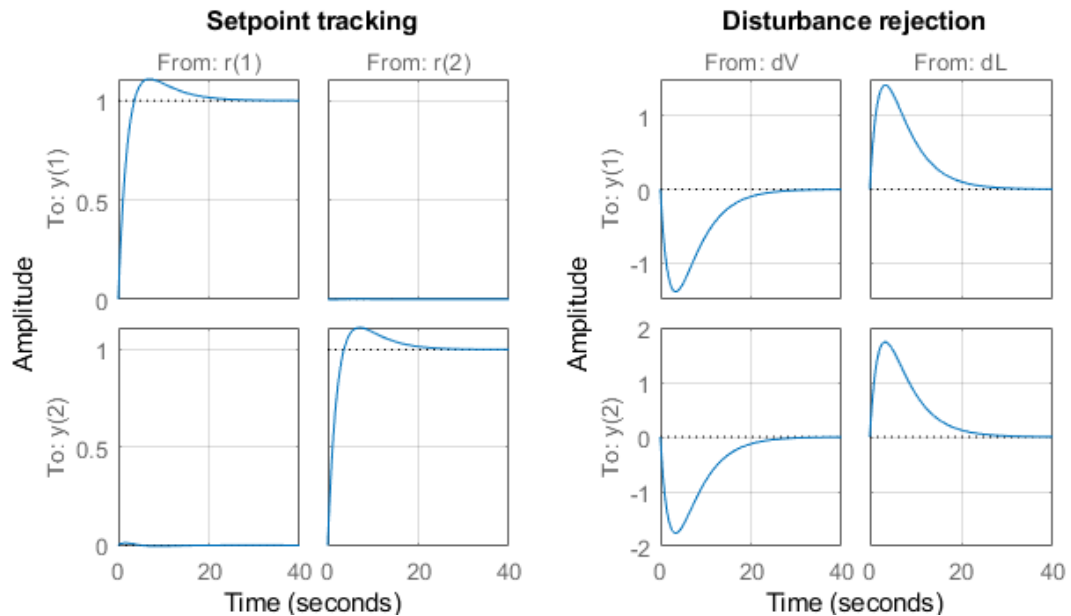 Setpoint tracking
From: r(1)
From: r(2)
Amplitude
To: y(1)
1
0.5
0
To: y(2)
1
0.5
0
0
20
40
0
20
40
Time (seconds)
Disturbance rejection
From: dV
From: dL
Amplitude
To: y(1)
1
0
-1
To: y(2)
2
1
0
-1
-2
0
20
40
0
20
40
Time (seconds)